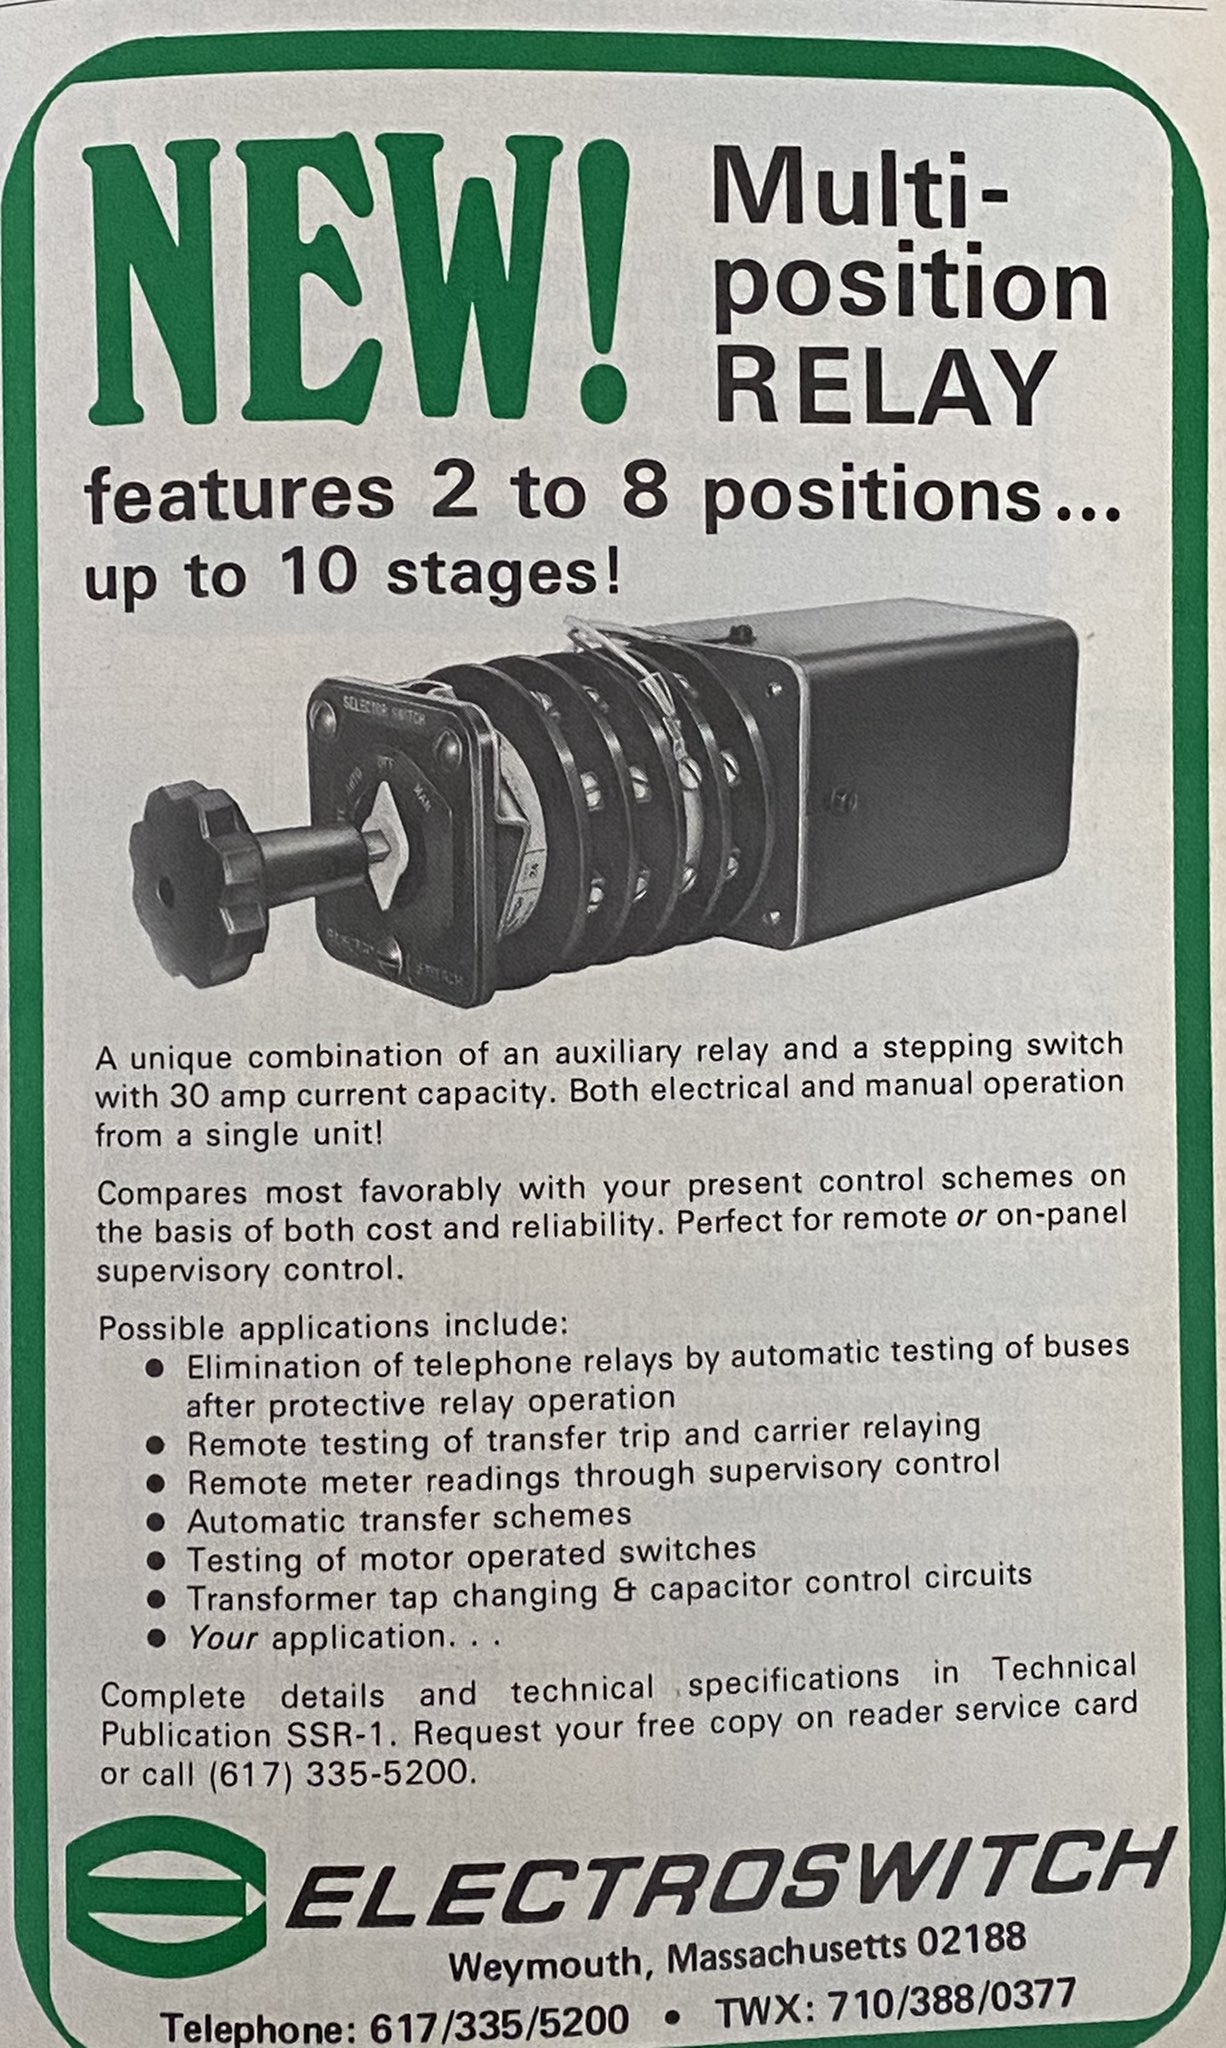 NEW!
Multi-
position
RELAY
features 2 to 8 positions...
up to 10 stages!
SELECTOR SWITCH
OFF
MAN
A unique combination of an auxiliary relay and a stepping switch
with 30 amp current capacity. Both electrical and manual operation
from a single unit!
Compares most favorably with your present control schemes on
the basis of both cost and reliability. Perfect for remote or on-panel
supervisory control.
Possible applications include:
● Elimination of telephone relays by automatic testing of buses
after protective relay operation
● Remote testing of transfer trip and carrier relaying
● Remote meter readings through supervisory control
● Automatic transfer schemes
● Testing of motor operated switches
● Transformer tap changing & capacitor control circuits
● Your application. . .
Complete details and technical specifications in Technical
Publication SSR-1. Request your free copy on reader service card
or call (617) 335-5200.
ELECTROSWITCH
Weymouth, Massachusetts 02188
Telephone: 617/335/5200 • TWX: 710/388/0377